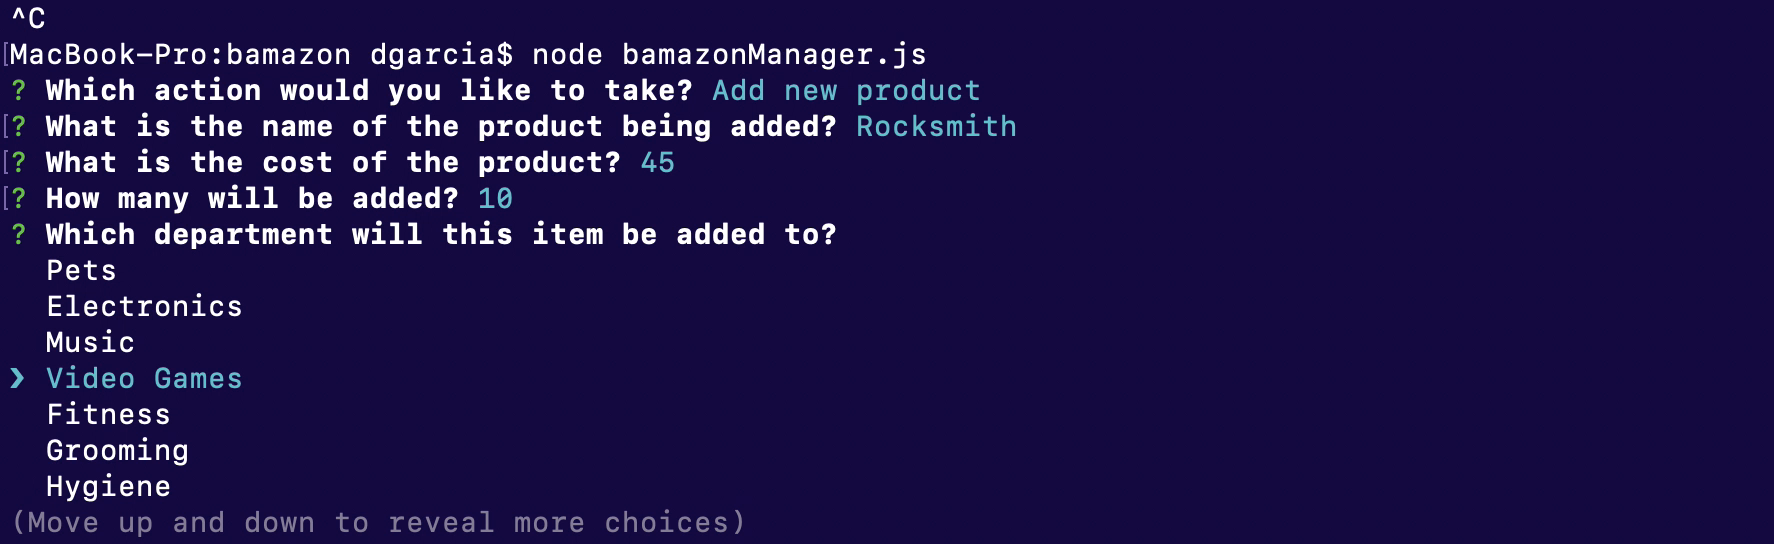 ^C
[MacBook-Pro:bamazon dgarcia$ node bamazonManager.js
? Which action would you like to take? Add new product
[? What is the name of the product being added? Rocksmith
[? What is the cost of the product? 45
[? How many will be added? 10
? Which department will this item be added to?
Pets
Electronics
Music
❯ Video Games
Fitness
Grooming
Hygiene
(Move up and down to reveal more choices)